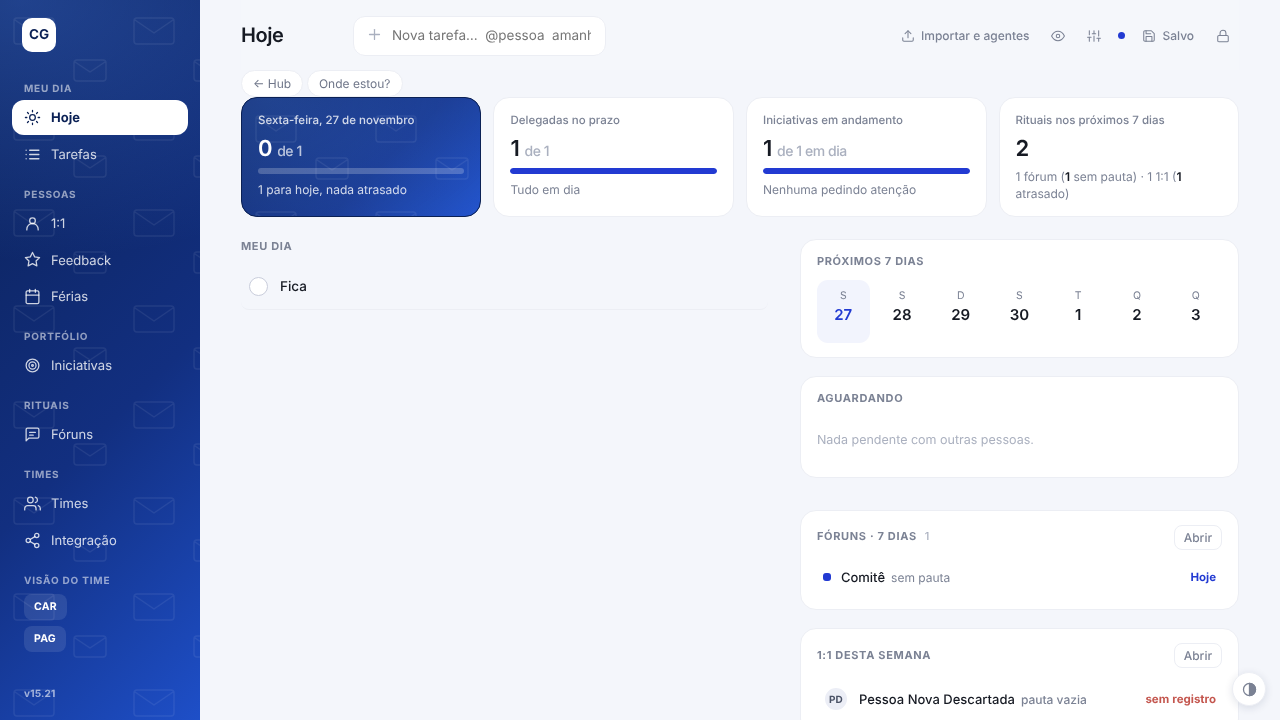 CG
MEU DIA
Hoje
Tarefas
PESSOAS
1:1
Feedback
Férias
PORTFÓLIO
Iniciativas
RITUAIS
Fóruns
TIMES
Times
Integração
VISÃO DO TIME
CAR
PAG
v15.21
Hoje
Nova tarefa... @pessoa amanh
Importar e agentes
Salvo
← Hub
Onde estou?
Sexta-feira, 27 de novembro
0 de 1
1 para hoje, nada atrasado
Delegadas no prazo
1 de 1
Tudo em dia
Iniciativas em andamento
1 de 1 em dia
Nenhuma pedindo atenção
Rituais nos próximos 7 dias
2
1 fórum (1 sem pauta) · 1 1:1 (1
atrasado)
MEU DIA
Fica
PRÓXIMOS 7 DIAS
S S D S T Q Q
27 28 29 30 1 2 3
AGUARDANDO
Nada pendente com outras pessoas.
FÓRUNS · 7 DIAS 1
Abrir
Comitê sem pauta
Hoje
1:1 DESTA SEMANA
Abrir
PD
Pessoa Nova Descartada pauta vazia
sem registro